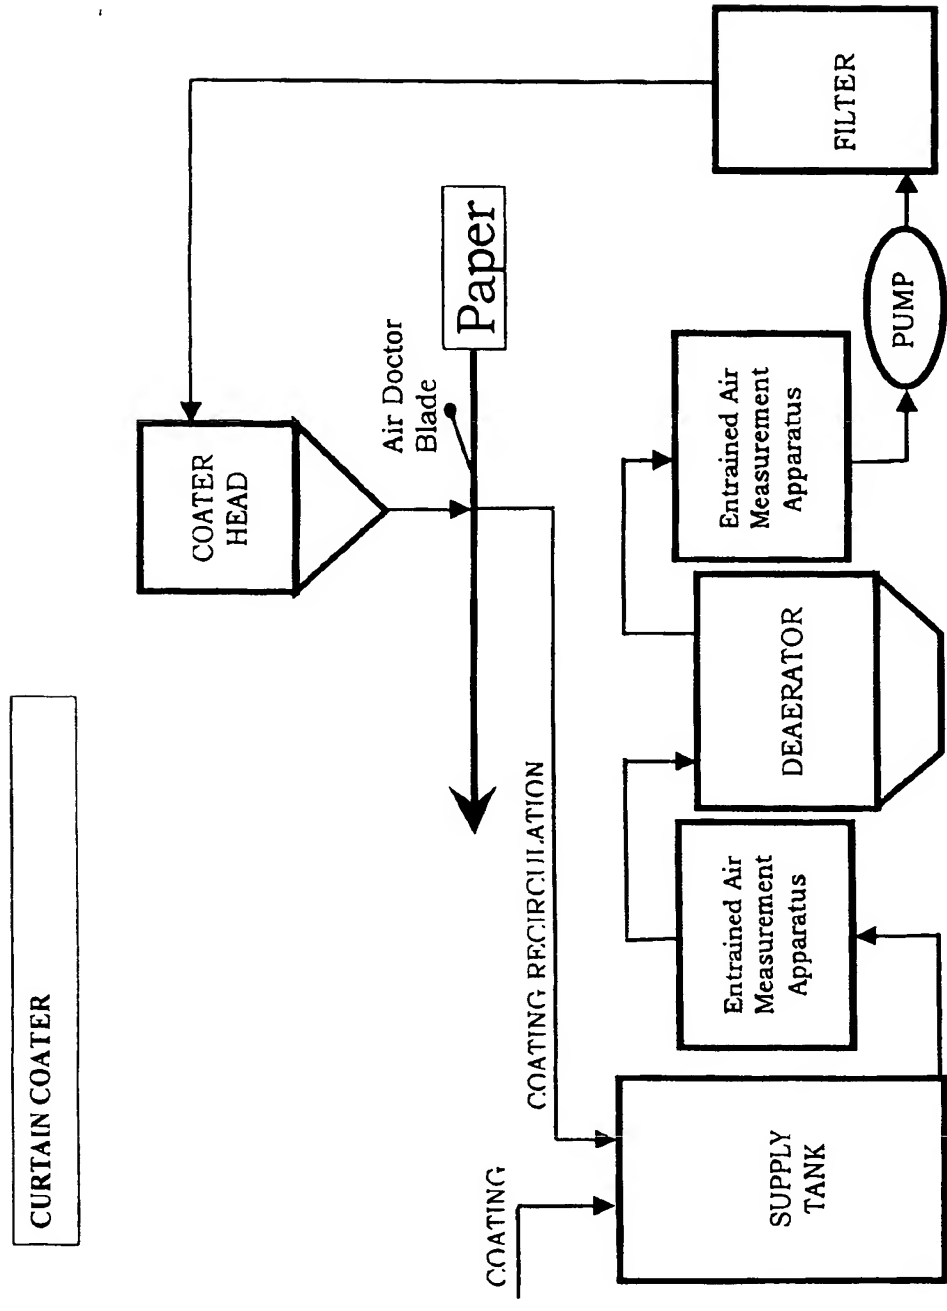 CURTAIN COATER
COATER
HEAD
Air Doctor
Blade
Paper
COATING RECIRCULATION
COATING
SUPPLY
TANK
Entrained Air
Measurement
Apparatus
DEAERATOR
Entrained Air
Measurement
Apparatus
PUMP
FILTER